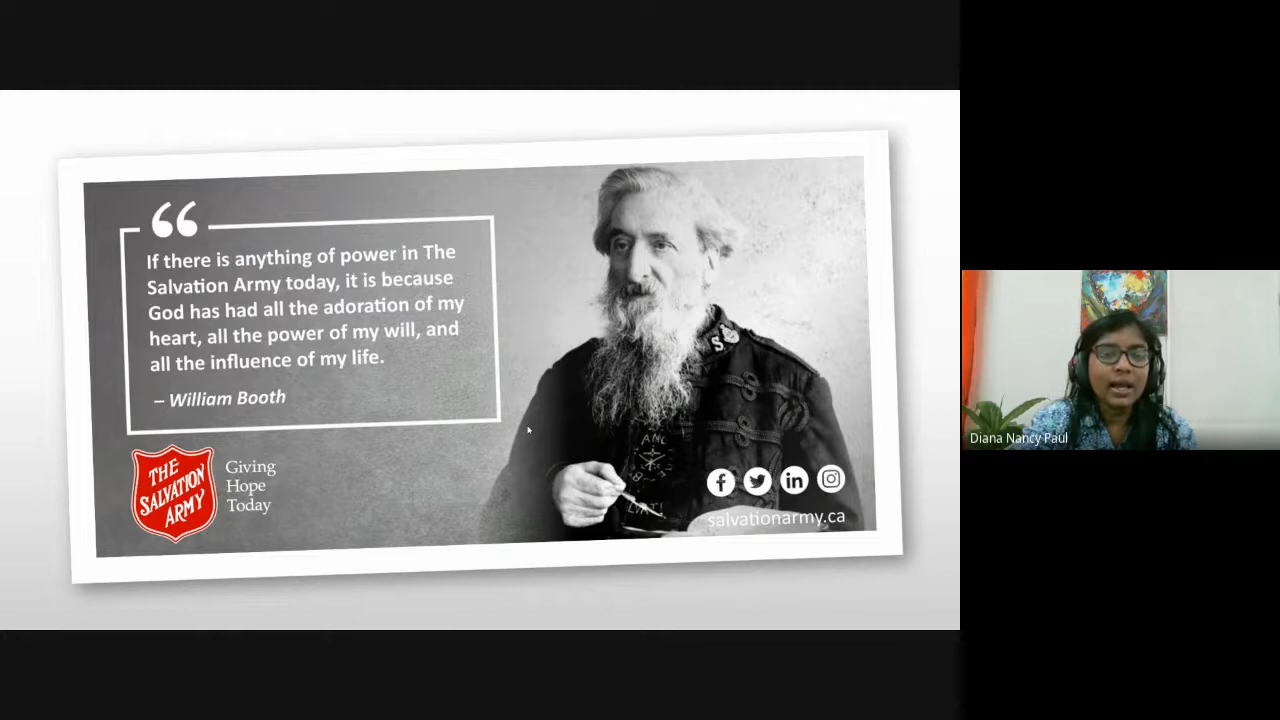 If there is anything of power in The
Salvation Army today, it is because
God has had all the adoration of my
heart, all the power of my will, and
all the influence of my life.
– William Booth
THE
SALVATION
ARMY
Giving
Hope
Today
S
salvationarmy.ca
Diana Nancy Paul